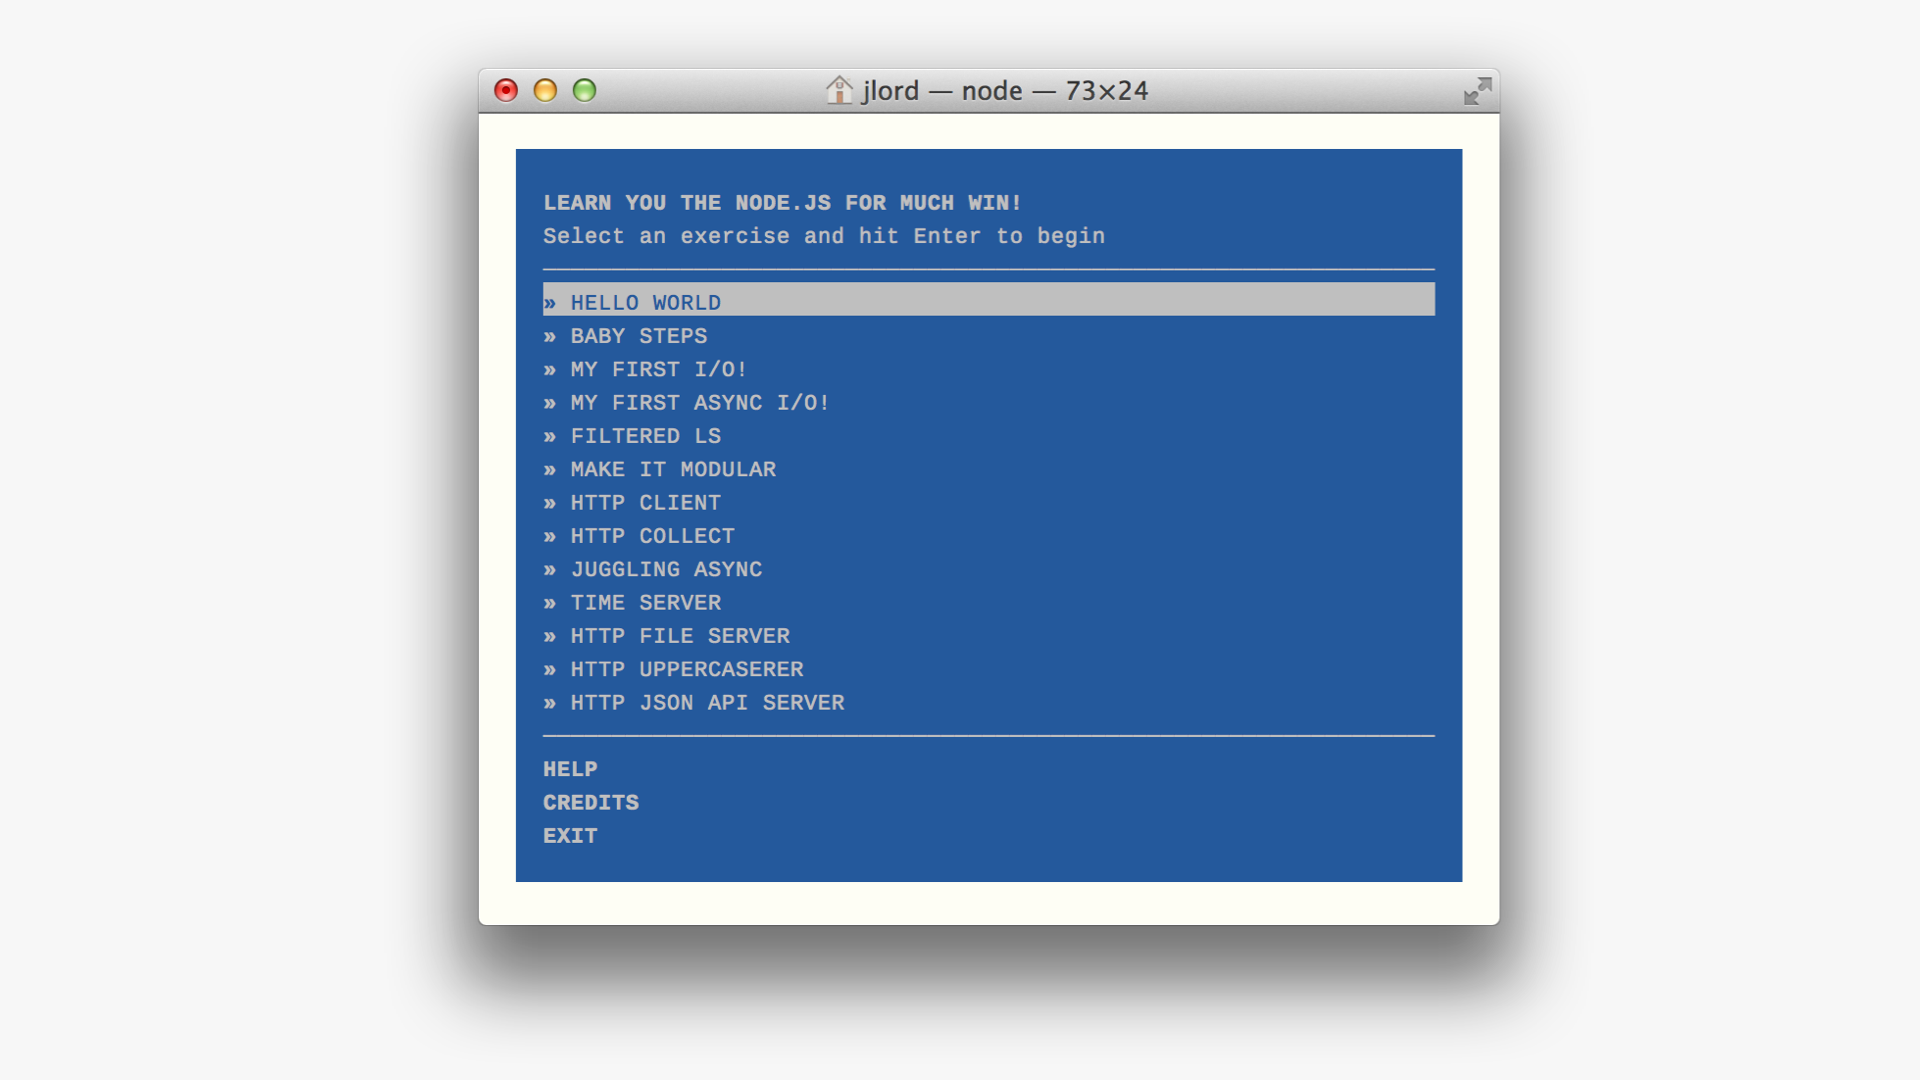 jlord — node — 73×24
LEARN YOU THE NODE.JS FOR MUCH WIN!
Select an exercise and hit Enter to begin
» HELLO WORLD
» BABY STEPS
» MY FIRST I/O!
» MY FIRST ASYNC I/O!
» FILTERED LS
» MAKE IT MODULAR
» HTTP CLIENT
» HTTP COLLECT
» JUGGLING ASYNC
» TIME SERVER
» HTTP FILE SERVER
» HTTP UPPERCASERER
» HTTP JSON API SERVER
HELP
CREDITS
EXIT